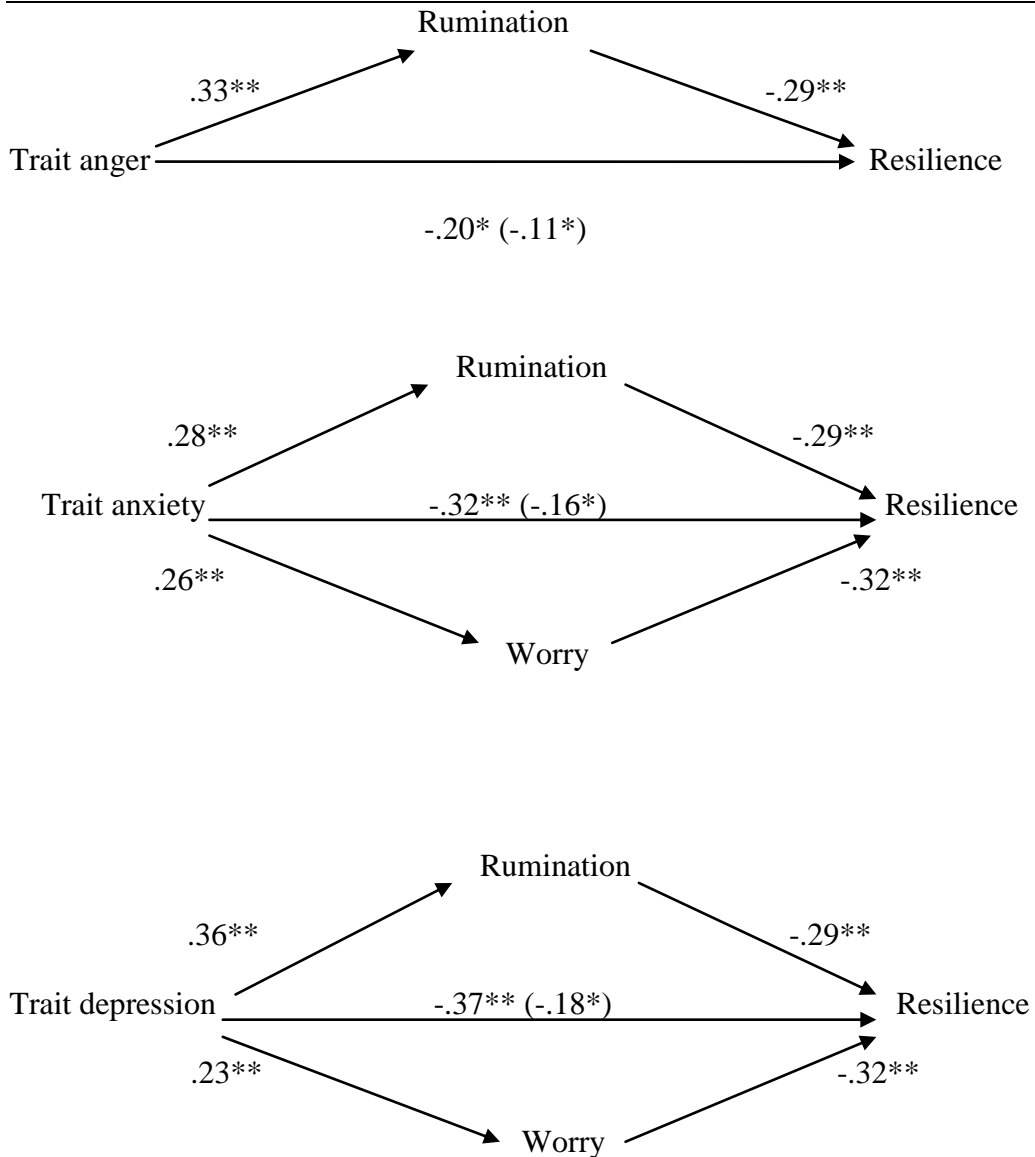 Rumination
.33**
-.29**
Trait anger
Resilience
-.20* (-.11*)
Rumination
.28**
-.29**
Trait anxiety
-.32** (-.16*)
Resilience
.26**
-.32**
Worry
Rumination
.36**
-.29**
Trait depression
-.37** (-.18*)
Resilience
.23**
-.32**
Worry